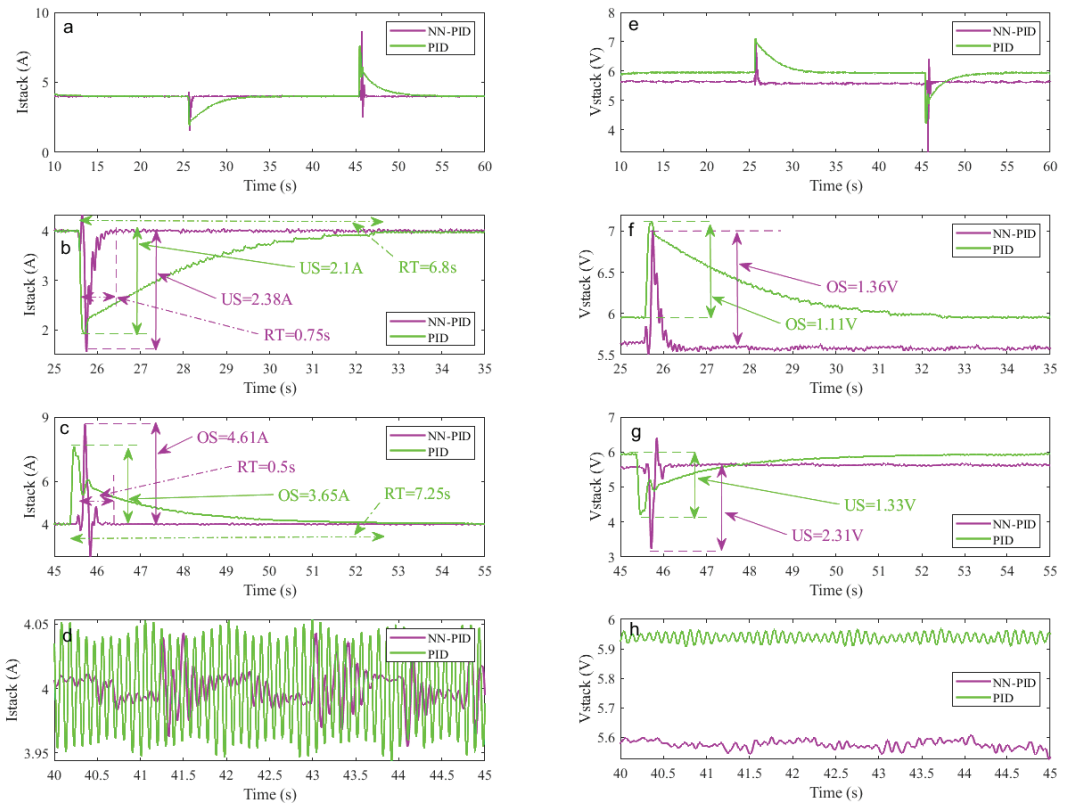 a
NN-PID
PID
Istack (A)
10
5
0
10 15 20 25 30 35 40 45 50 55 60
Time (s)
e
NN-PID
PID
Vstack (V)
8
7
6
5
4
10 15 20 25 30 35 40 45 50 55 60
Time (s)
b
US=2.1A
RT=6.8s
US=2.38A
RT=0.75s
NN-PID
PID
Istack (A)
4
3
2
25 26 27 28 29 30 31 32 33 34 35
Time (s)
f
OS=1.36V
OS=1.11V
NN-PID
PID
Vstack (V)
7
6.5
6
5.5
25 26 27 28 29 30 31 32 33 34 35
Time (s)
c
OS=4.61A
RT=0.5s
OS=3.65A
RT=7.25s
NN-PID
PID
Istack (A)
9
6
4
45 46 47 48 49 50 51 52 53 54 55
Time (s)
g
US=1.33V
US=2.31V
NN-PID
PID
Vstack (V)
7
6
5
4
3
45 46 47 48 49 50 51 52 53 54 55
Time (s)
d
NN-PID
PID
Istack (A)
4.05
4
3.95
40 40.5 41 41.5 42 42.5 43 43.5 44 44.5 45
Time (s)
h
NN-PID
PID
Vstack (V)
6
5.9
5.8
5.7
5.6
40 40.5 41 41.5 42 42.5 43 43.5 44 44.5 45
Time (s)